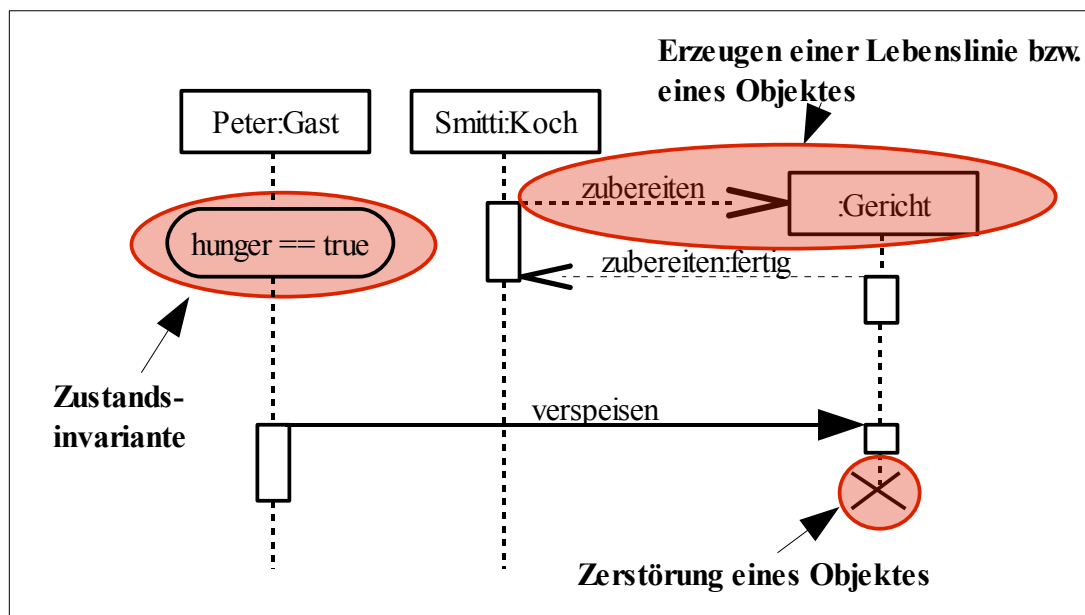 Erzeugen einer Lebenslinie bzw.
eines Objektes
Peter:Gast
Smitti:Koch
zubereiten
:Gericht
hunger == true
zubereiten:fertig
Zustands-
invariante
verspeisen
Zerstörung eines Objektes